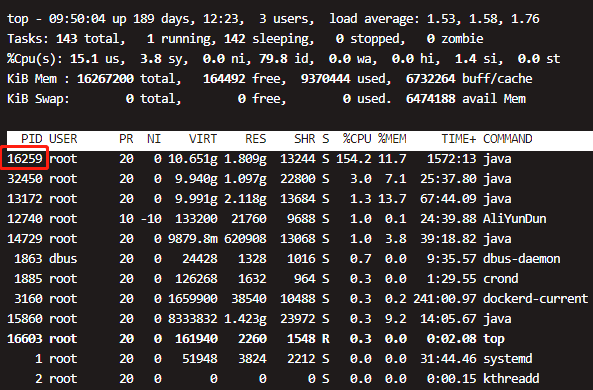 top - 09:50:04 up 189 days, 12:23, 3 users, load average: 1.53, 1.58, 1.76
Tasks: 143 total, 1 running, 142 sleeping, 0 stopped, 0 zombie
%Cpu(s): 15.1 us, 3.8 sy, 0.0 ni, 79.8 id, 0.0 wa, 0.0 hi, 1.4 si, 0.0 st
KiB Mem : 16267200 total, 164492 free, 9370444 used, 6732264 buff/cache
KiB Swap: 0 total, 0 free, 0 used. 6474188 avail Mem
PID USER PR NI VIRT RES SHR S %CPU %MEM TIME+ COMMAND
16259 root 20 0 10.651g 1.809g 13244 S 154.2 11.7 1572:13 java
32450 root 20 0 9.940g 1.097g 22800 S 3.0 7.1 25:37.80 java
13172 root 20 0 9.991g 2.118g 13684 S 1.3 13.7 67:44.09 java
12740 root 10 -10 133200 21760 9688 S 1.0 0.1 24:39.88 AliYunDun
14729 root 20 0 9879.8m 620908 13068 S 1.0 3.8 39:18.82 java
1863 dbus 20 0 24428 1328 1016 S 0.7 0.0 9:35.57 dbus-daemon
1885 root 20 0 126268 1632 964 S 0.3 0.0 1:29.55 crond
3160 root 20 0 1659900 38540 10488 S 0.3 0.2 241:00.97 dockerd-current
15860 root 20 0 8333832 1.423g 23972 S 0.3 9.2 14:05.67 java
16603 root 20 0 161940 2260 1548 R 0.3 0.0 0:02.08 top
1 root 20 0 51948 3824 2212 S 0.0 0.0 31:44.46 systemd
2 root 20 0 0 0 0 S 0.0 0.0 0:00.15 kthreadd